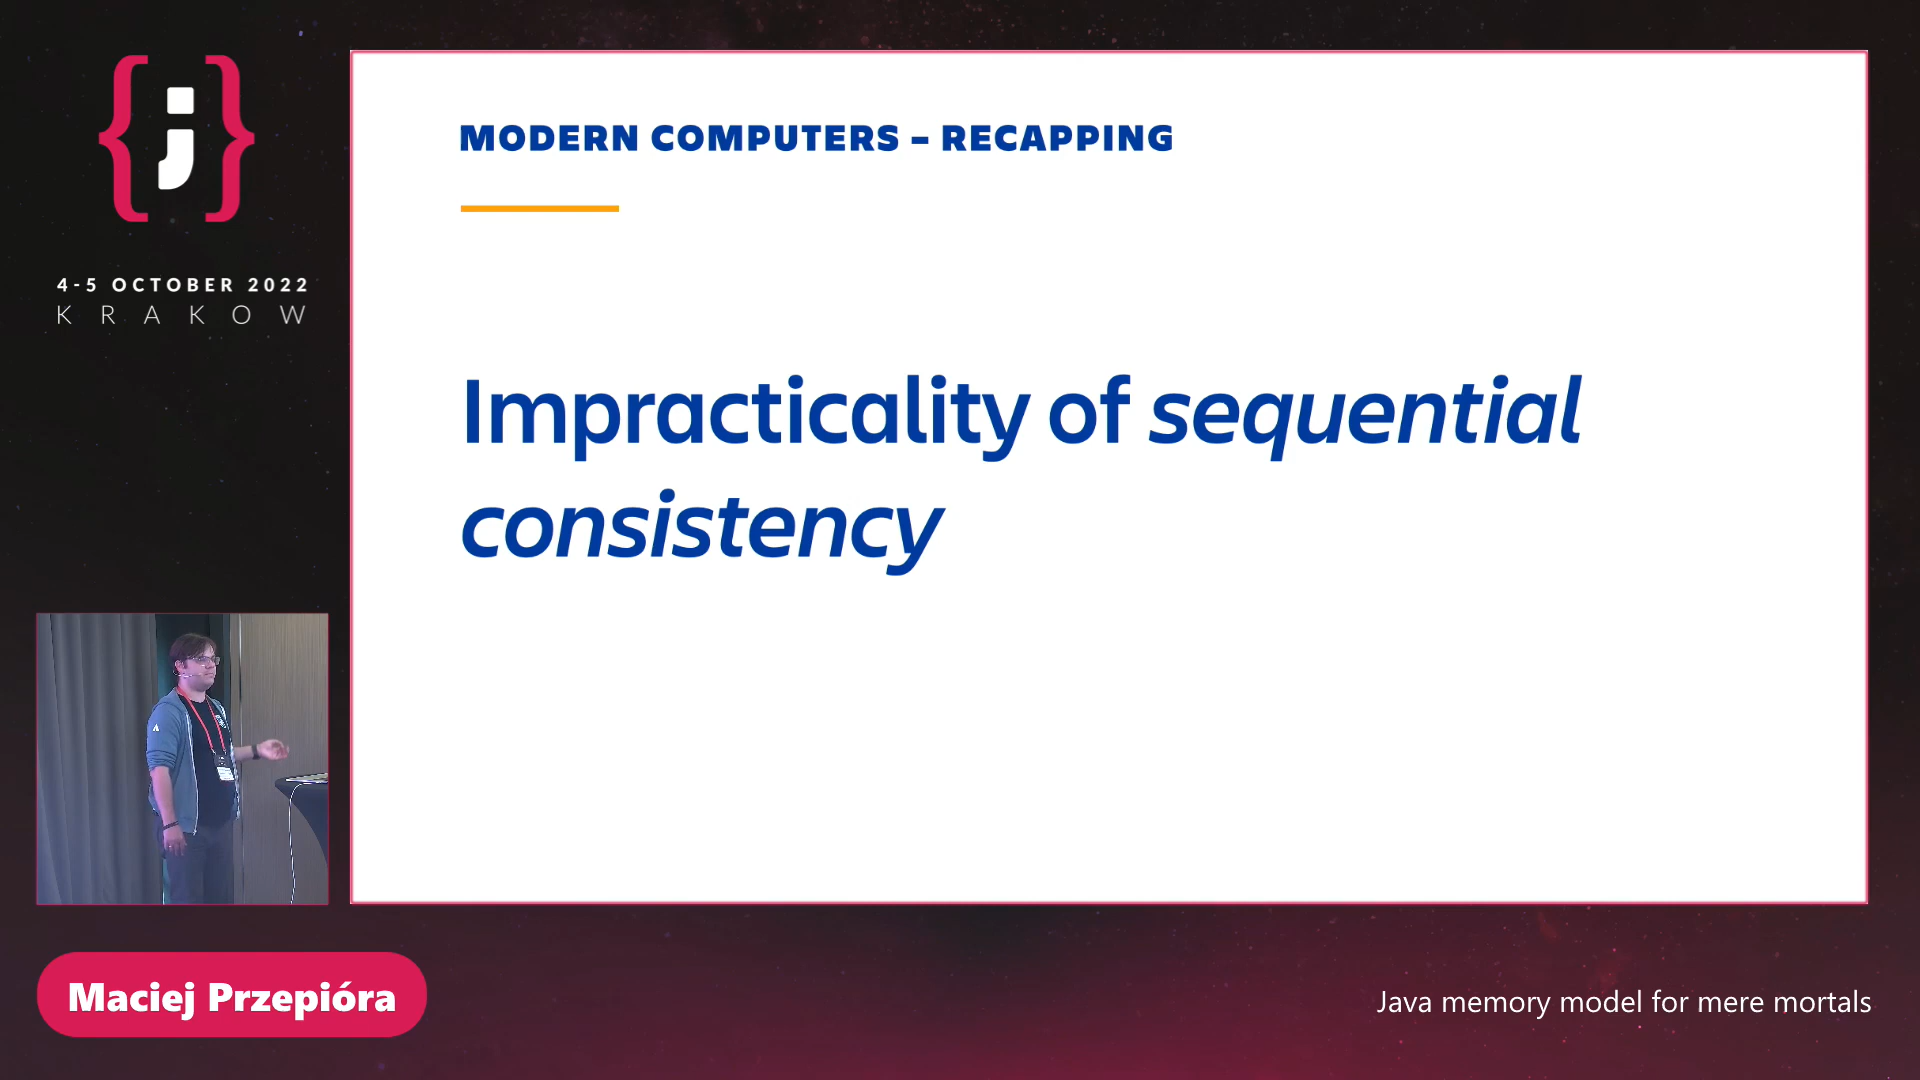 {;}
4-5 OCTOBER 2022
KRAKOW
MODERN COMPUTERS – RECAPPING
Impracticality of sequential
consistency
Maciej Przepióra
Java memory model for mere mortals